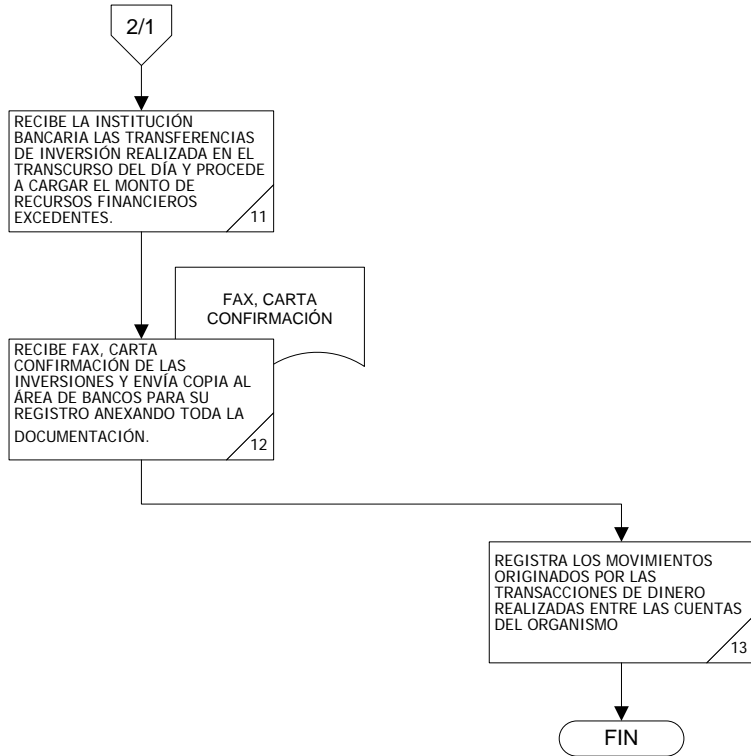 2/1
RECIBE LA INSTITUCIÓN
BANCARIA LAS TRANSFERENCIAS
DE INVERSIÓN REALIZADA EN EL
TRANSCURSO DEL DÍA Y PROCEDE
A CARGAR EL MONTO DE
RECURSOS FINANCIEROS
EXCEDENTES.
11
FAX, CARTA
CONFIRMACIÓN
RECIBE FAX, CARTA
CONFIRMACIÓN DE LAS
INVERSIONES Y ENVÍA COPIA AL
ÁREA DE BANCOS PARA SU
REGISTRO ANEXANDO TODA LA
DOCUMENTACIÓN.
12
REGISTRA LOS MOVIMIENTOS
ORIGINADOS POR LAS
TRANSACCIONES DE DINERO
REALIZADAS ENTRE LAS CUENTAS
DEL ORGANISMO
13
FIN